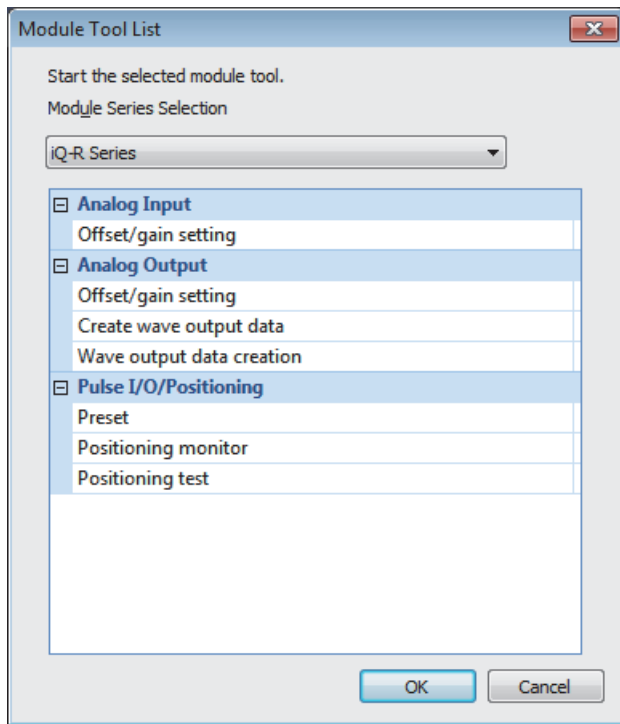 Module Tool List
Start the selected module tool.
Module Series Selection
iQ-R Series
Analog Input
Offset/gain setting
Analog Output
Offset/gain setting
Create wave output data
Wave output data creation
Pulse I/O/Positioning
Preset
Positioning monitor
Positioning test
OK
Cancel